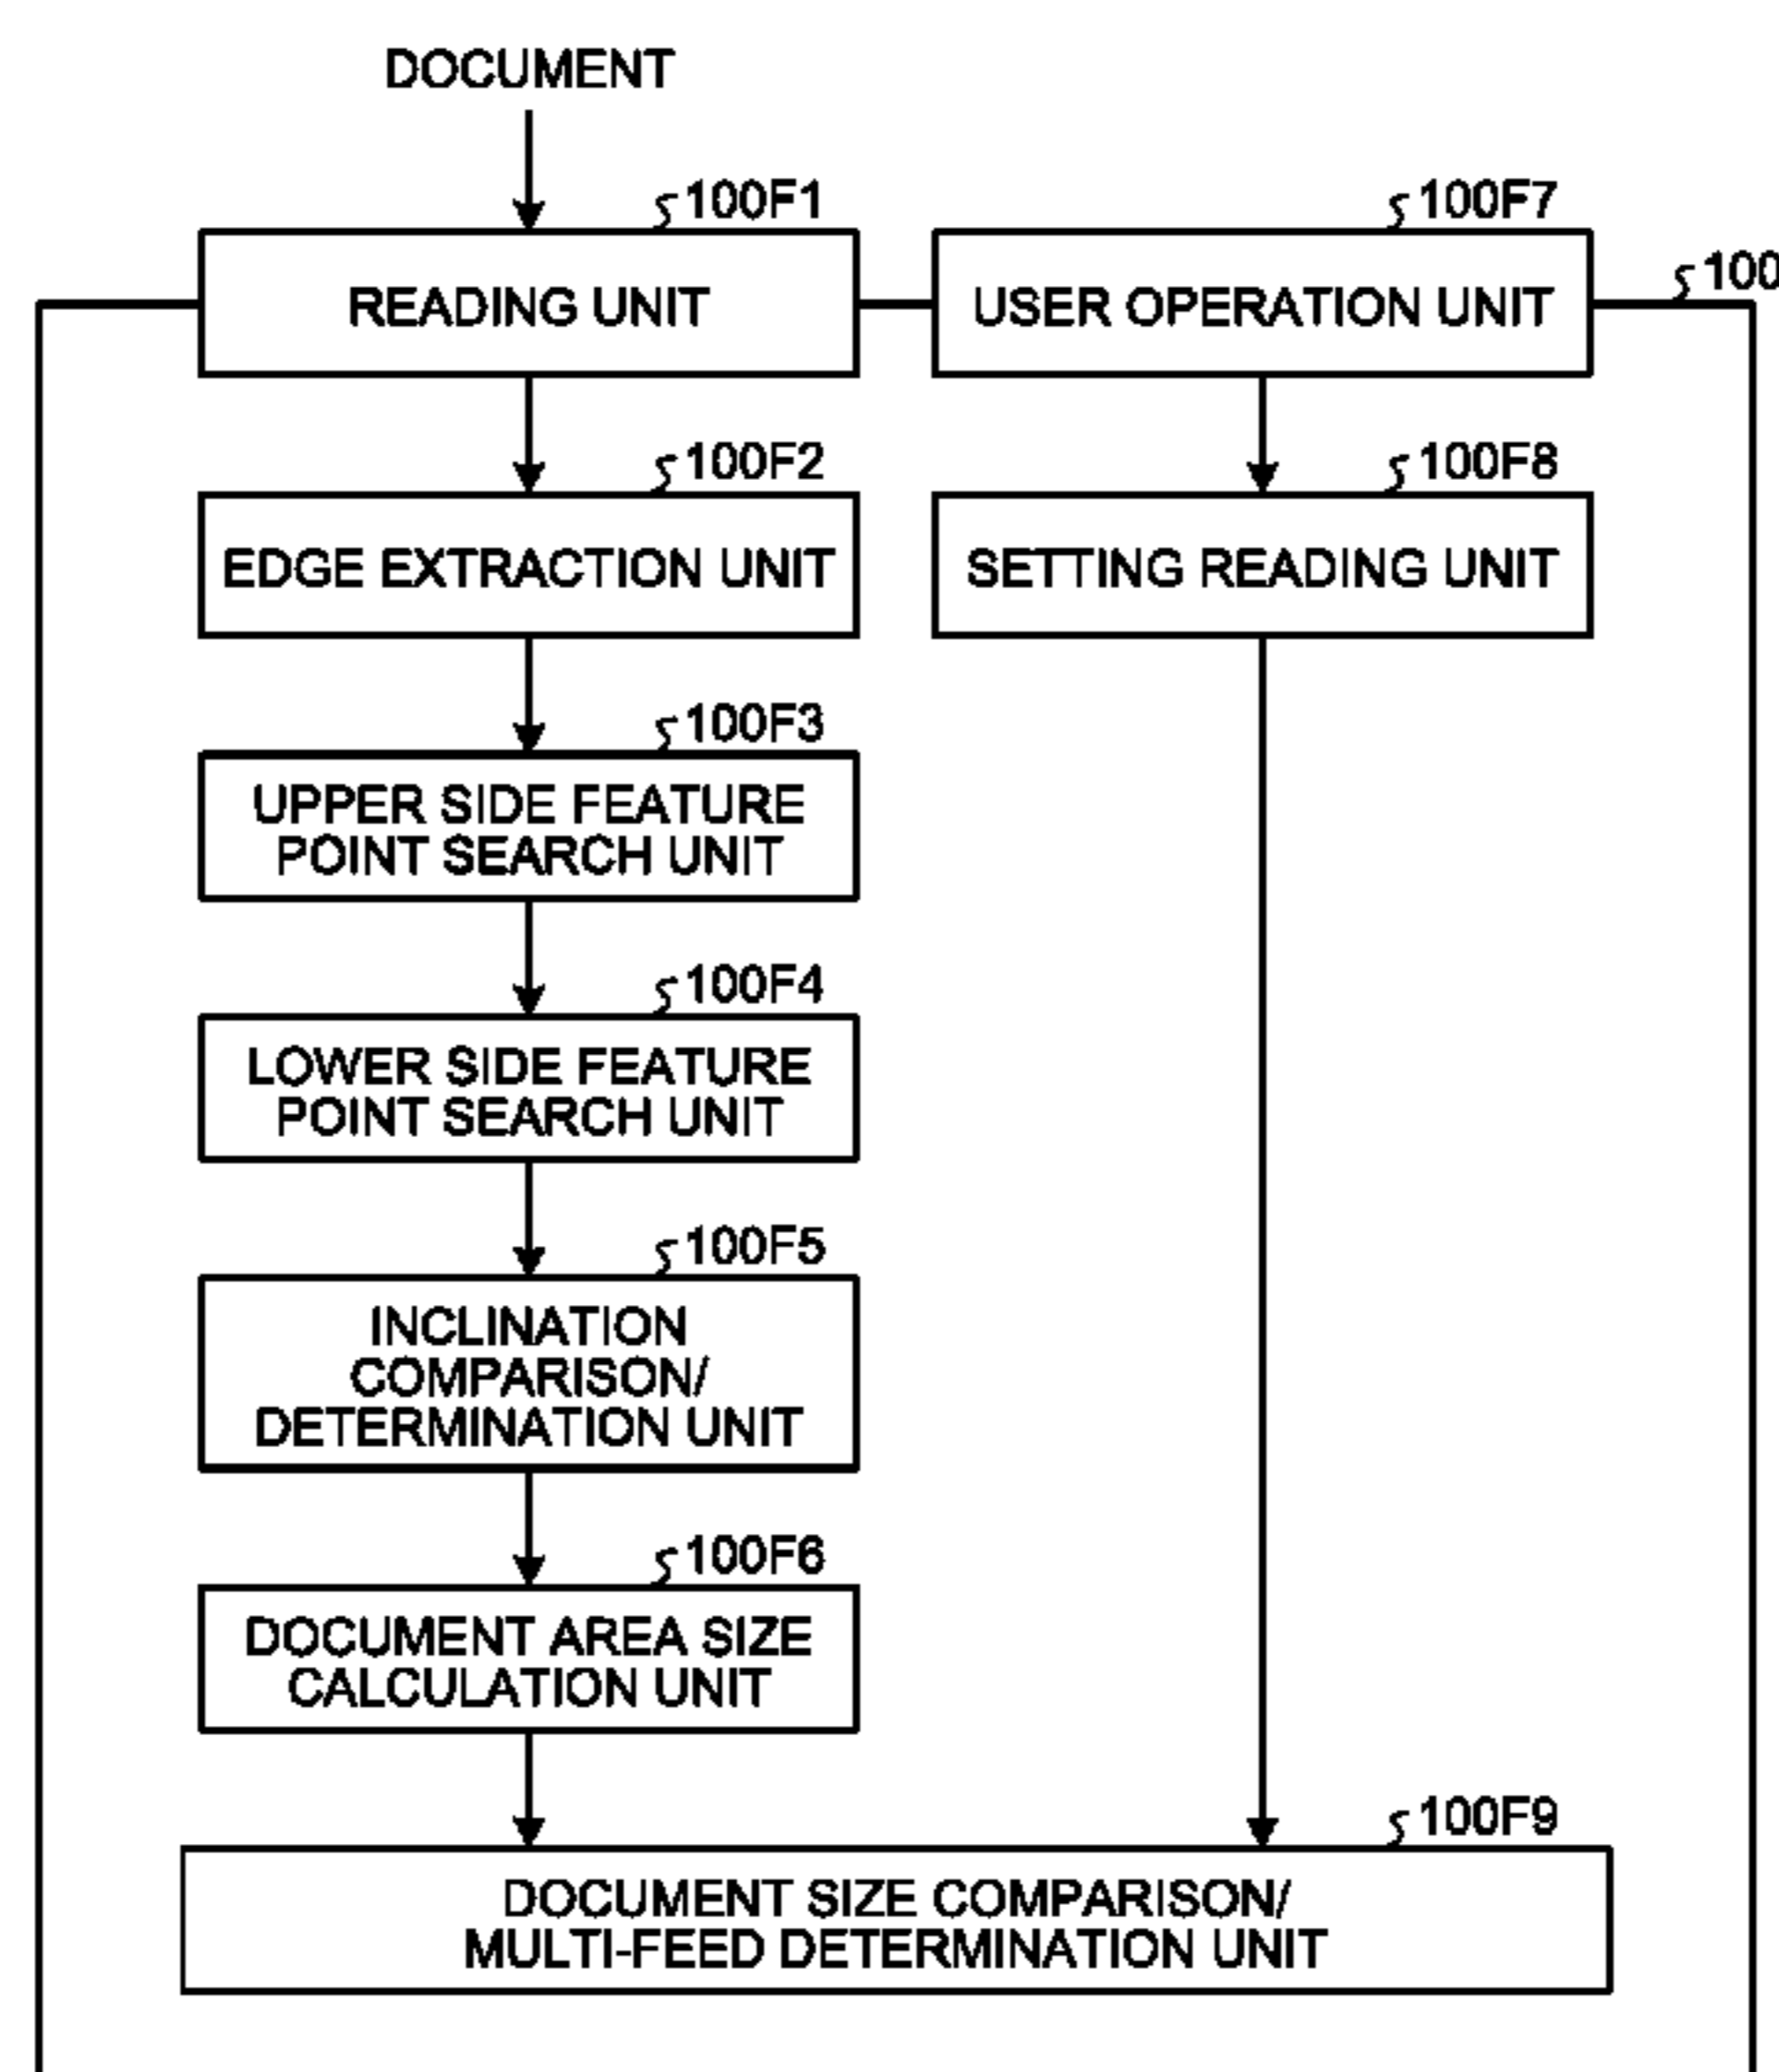 DOCUMENT
100F1
READING UNIT
100F7
USER OPERATION UNIT
100
100F2
EDGE EXTRACTION UNIT
100F8
SETTING READING UNIT
100F3
UPPER SIDE FEATURE
POINT SEARCH UNIT
100F4
LOWER SIDE FEATURE
POINT SEARCH UNIT
100F5
INCLINATION
COMPARISON/
DETERMINATION UNIT
100F6
DOCUMENT AREA SIZE
CALCULATION UNIT
100F9
DOCUMENT SIZE COMPARISON/
MULTI-FEED DETERMINATION UNIT